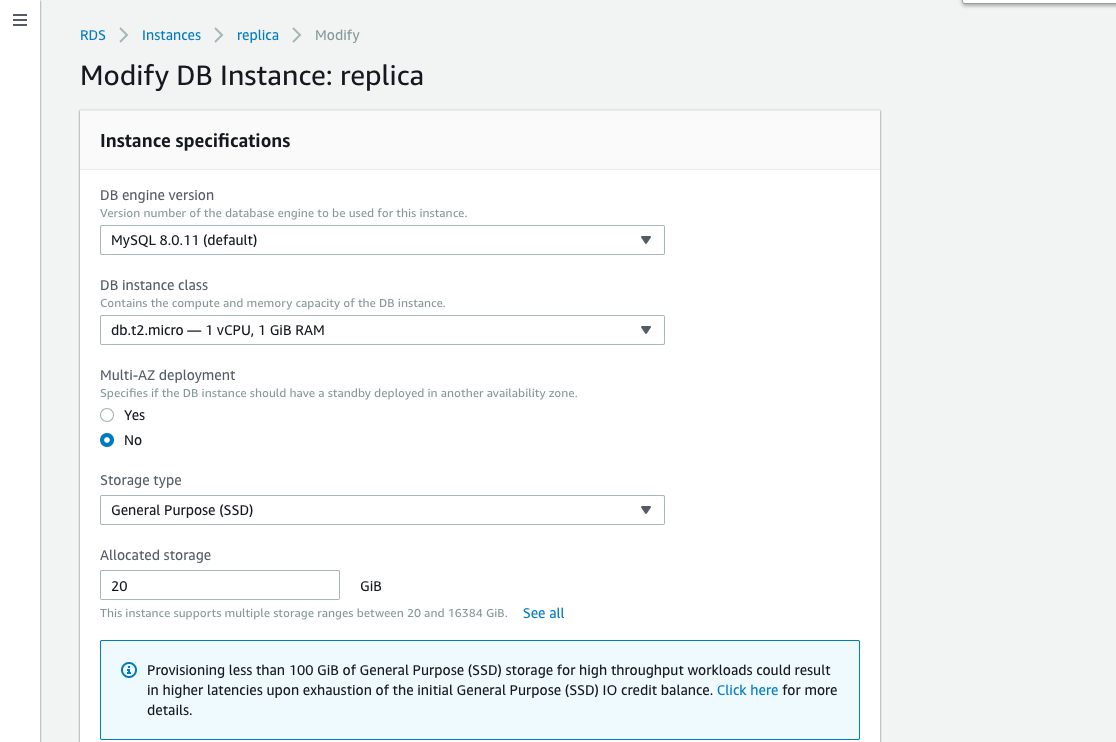 RDS > Instances > replica > Modify
Modify DB Instance: replica
Instance specifications
DB engine version
Version number of the database engine to be used for this instance.
MySQL 8.0.11 (default)
DB instance class
Contains the compute and memory capacity of the DB instance.
db.t2.micro — 1 vCPU, 1 GiB RAM
Multi-AZ deployment
Specifies if the DB instance should have a standby deployed in another availability zone.
Yes
No
Storage type
General Purpose (SSD)
Allocated storage
20 GiB
This instance supports multiple storage ranges between 20 and 16384 GiB. See all
Provisioning less than 100 GiB of General Purpose (SSD) storage for high throughput workloads could result
in higher latencies upon exhaustion of the initial General Purpose (SSD) IO credit balance. Click here for more
details.